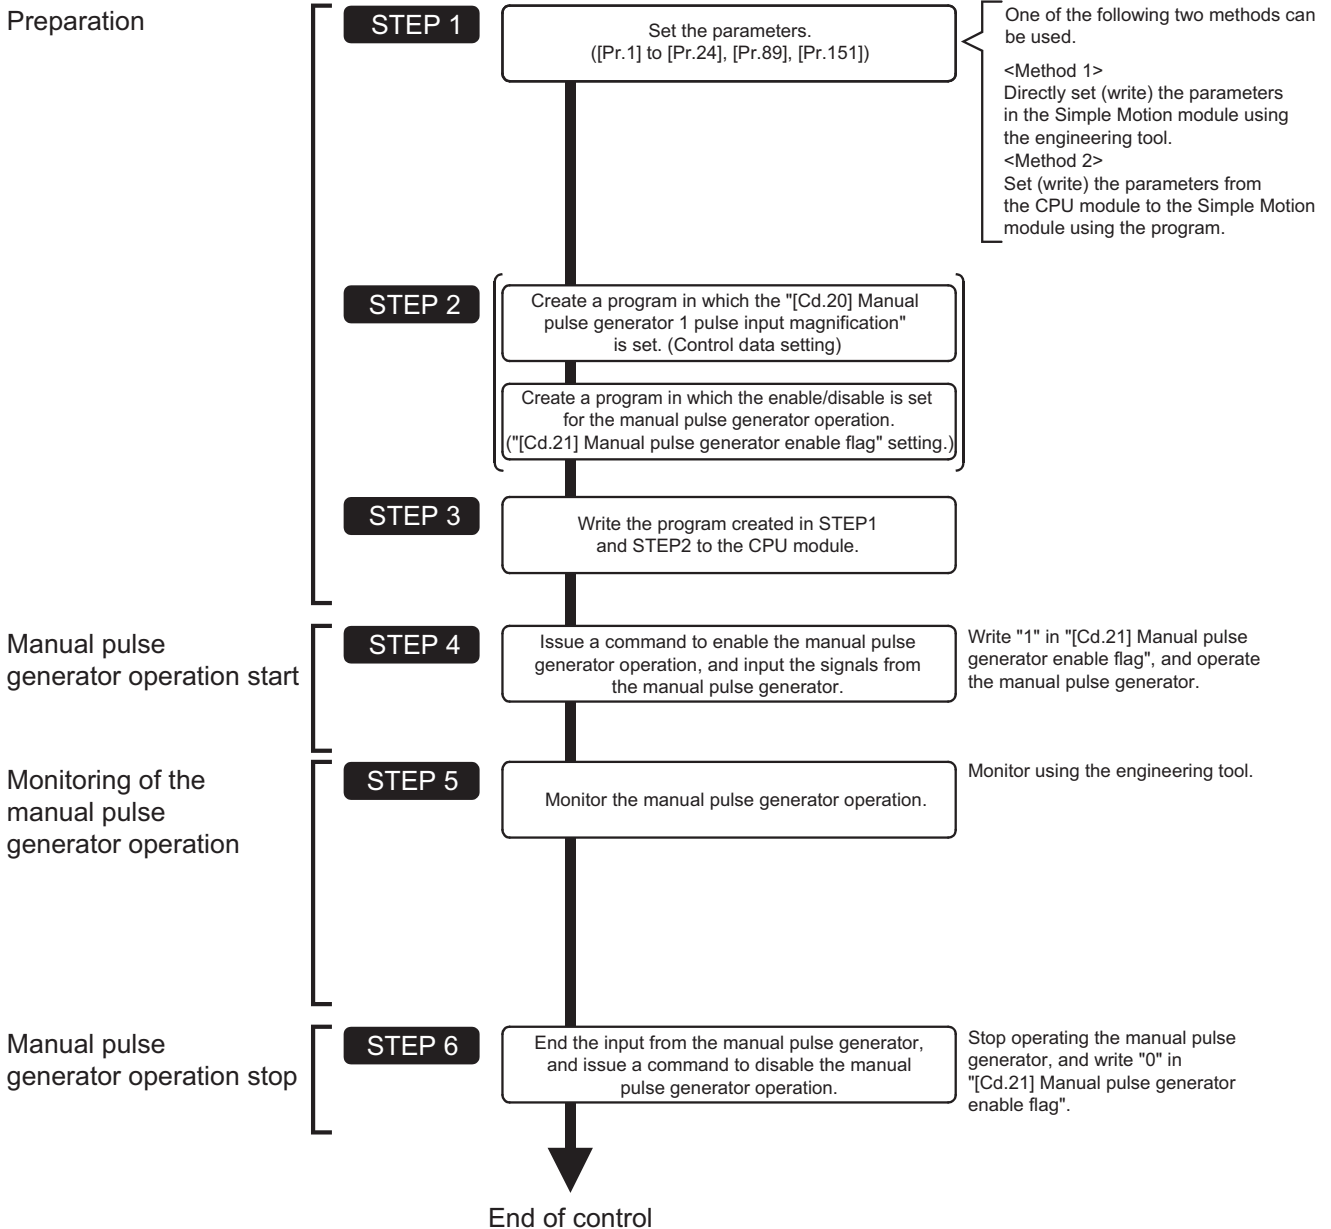 Preparation
STEP 1
Set the parameters.
([Pr.1] to [Pr.24], [Pr.89], [Pr.151])
One of the following two methods can
be used.
<Method 1>
Directly set (write) the parameters
in the Simple Motion module using
the engineering tool.
<Method 2>
Set (write) the parameters from
the CPU module to the Simple Motion
module using the program.
STEP 2
Create a program in which the "[Cd.20] Manual
pulse generator 1 pulse input magnification"
is set. (Control data setting)
Create a program in which the enable/disable is set
for the manual pulse generator operation.
("[Cd.21] Manual pulse generator enable flag" setting.)
STEP 3
Write the program created in STEP1
and STEP2 to the CPU module.
Manual pulse
generator operation start
STEP 4
Issue a command to enable the manual pulse
generator operation, and input the signals from
the manual pulse generator.
Write "1" in "[Cd.21] Manual pulse
generator enable flag", and operate
the manual pulse generator.
Monitoring of the
manual pulse
generator operation
STEP 5
Monitor the manual pulse generator operation.
Monitor using the engineering tool.
Manual pulse
generator operation stop
STEP 6
End the input from the manual pulse generator,
and issue a command to disable the manual
pulse generator operation.
Stop operating the manual pulse
generator, and write "0" in
"[Cd.21] Manual pulse generator
enable flag".
End of control